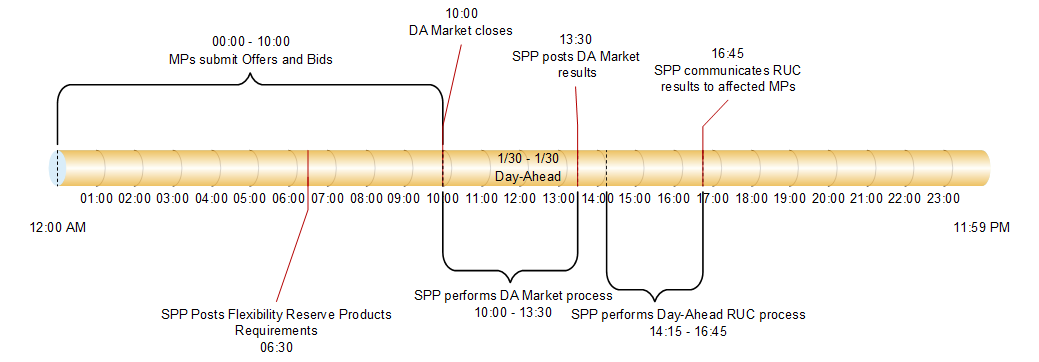 10:00
DA Market closes
00:00 - 10:00
MPs submit Offers and Bids
13:30
SPP posts DA Market
results
16:45
SPP communicates RUC
results to affected MPs
1/30 - 1/30
Day-Ahead
01:00 02:00 03:00 04:00 05:00 06:00 07:00 08:00 09:00 10:00 11:00 12:00 13:00 14:00 15:00 16:00 17:00 18:00 19:00 20:00 21:00 22:00 23:00
12:00 AM
11:59 PM
SPP performs DA Market process
10:00 - 13:30
SPP Posts Flexibility Reserve Products
Requirements
06:30
SPP performs Day-Ahead RUC process
14:15 - 16:45